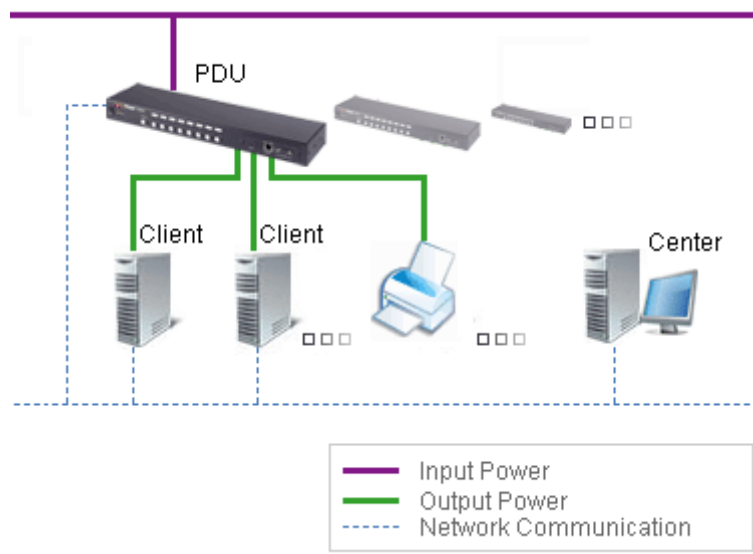 PDU
Client
Client
Center
Input Power
Output Power
Network Communication